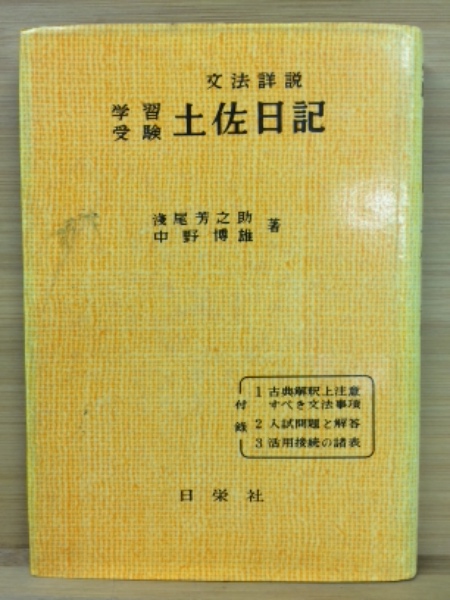 文法詳説
学習
受験
土佐日記
淺尾芳之助
中野博雄
著
付
録
1 古典解釈上注意
すべき文法事項
2 入試問題と解答
3 活用接続の諸表
日栄社